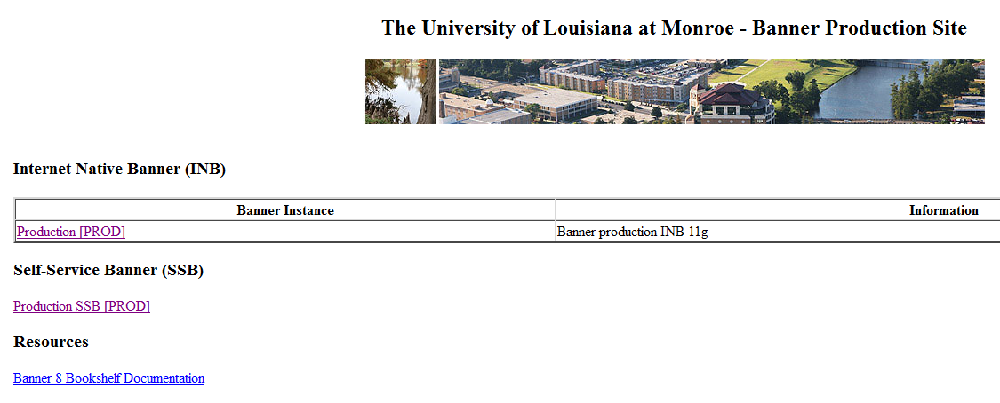 The University of Louisiana at Monroe - Banner Production Site
Internet Native Banner (INB)
Banner Instance Information
Production [PROD] Banner production INB 11g
Self-Service Banner (SSB)
Production SSB [PROD]
Resources
Banner 8 Bookshelf Documentation